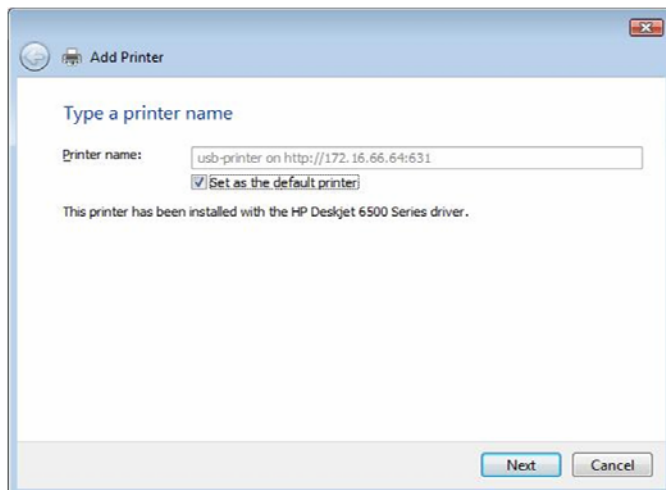 Add Printer
Type a printer name
Printer name:
usb-printer on http://172.16.66.64:631
Set as the default printer
This printer has been installed with the HP Deskjet 6500 Series driver.
Next
Cancel